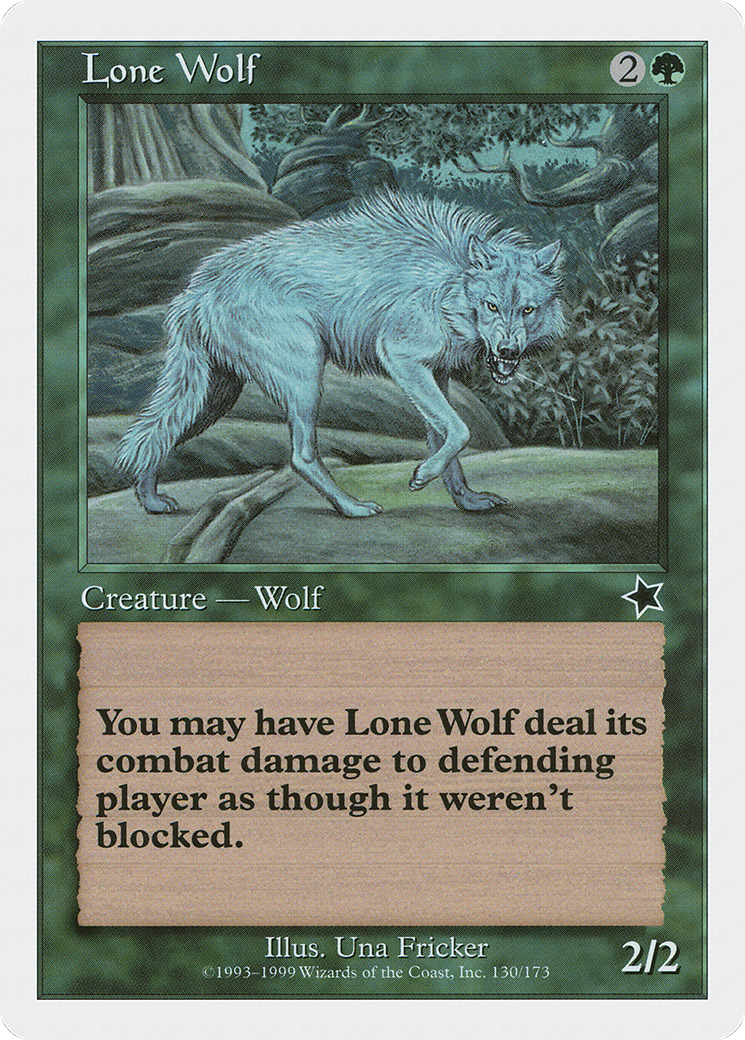 Lone Wolf
2
Creature — Wolf
You may have Lone Wolf deal its
combat damage to defending
player as though it weren't
blocked.
Illus. Una Fricker
©1993–1999 Wizards of the Coast, Inc. 130/173
2/2